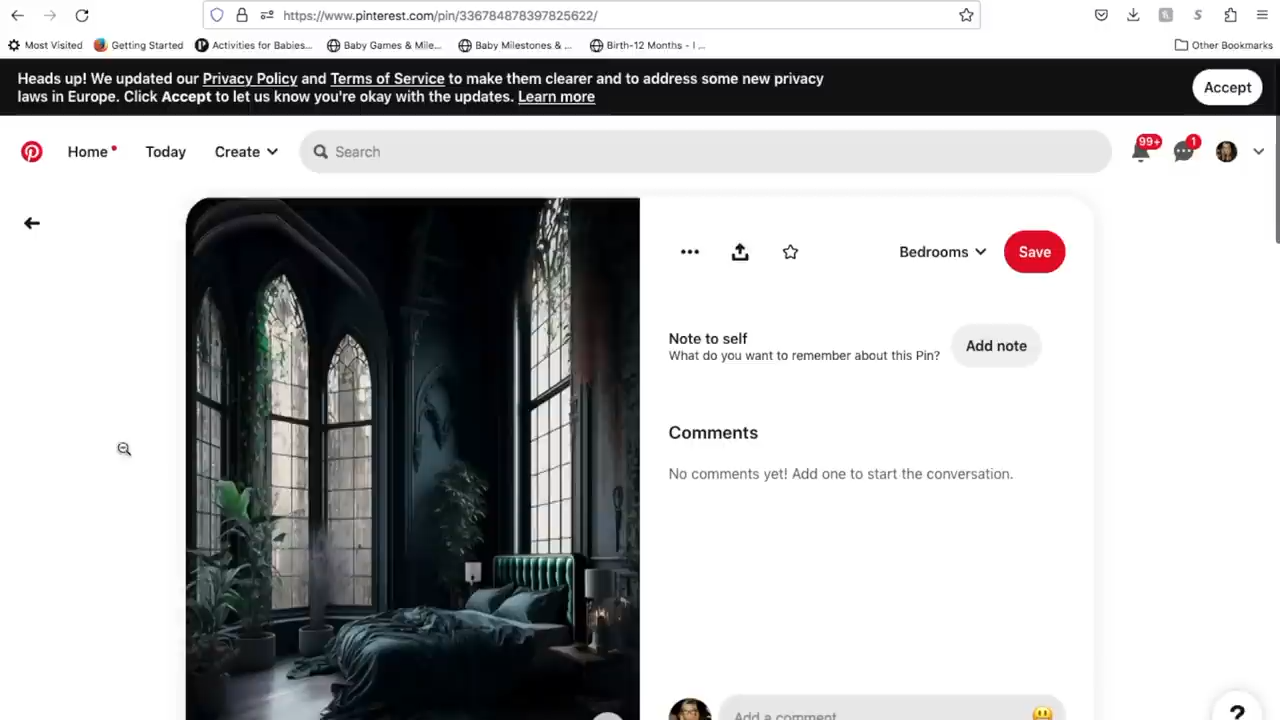 https://www.pinterest.com/pin/336784878397825622/
Most Visited
Getting Started
Activities for Babies...
Baby Games & Mile...
Baby Milestones & ...
Birth-12 Months - I ...
Other Bookmarks
Heads up! We updated our Privacy Policy and Terms of Service to make them clearer and to address some new privacy
laws in Europe. Click Accept to let us know you're okay with the updates. Learn more
Accept
Home
Today
Create
Search
99+
1
Bedrooms
Save
Note to self
What do you want to remember about this Pin?
Add note
Comments
No comments yet! Add one to start the conversation.
Add a comment
?